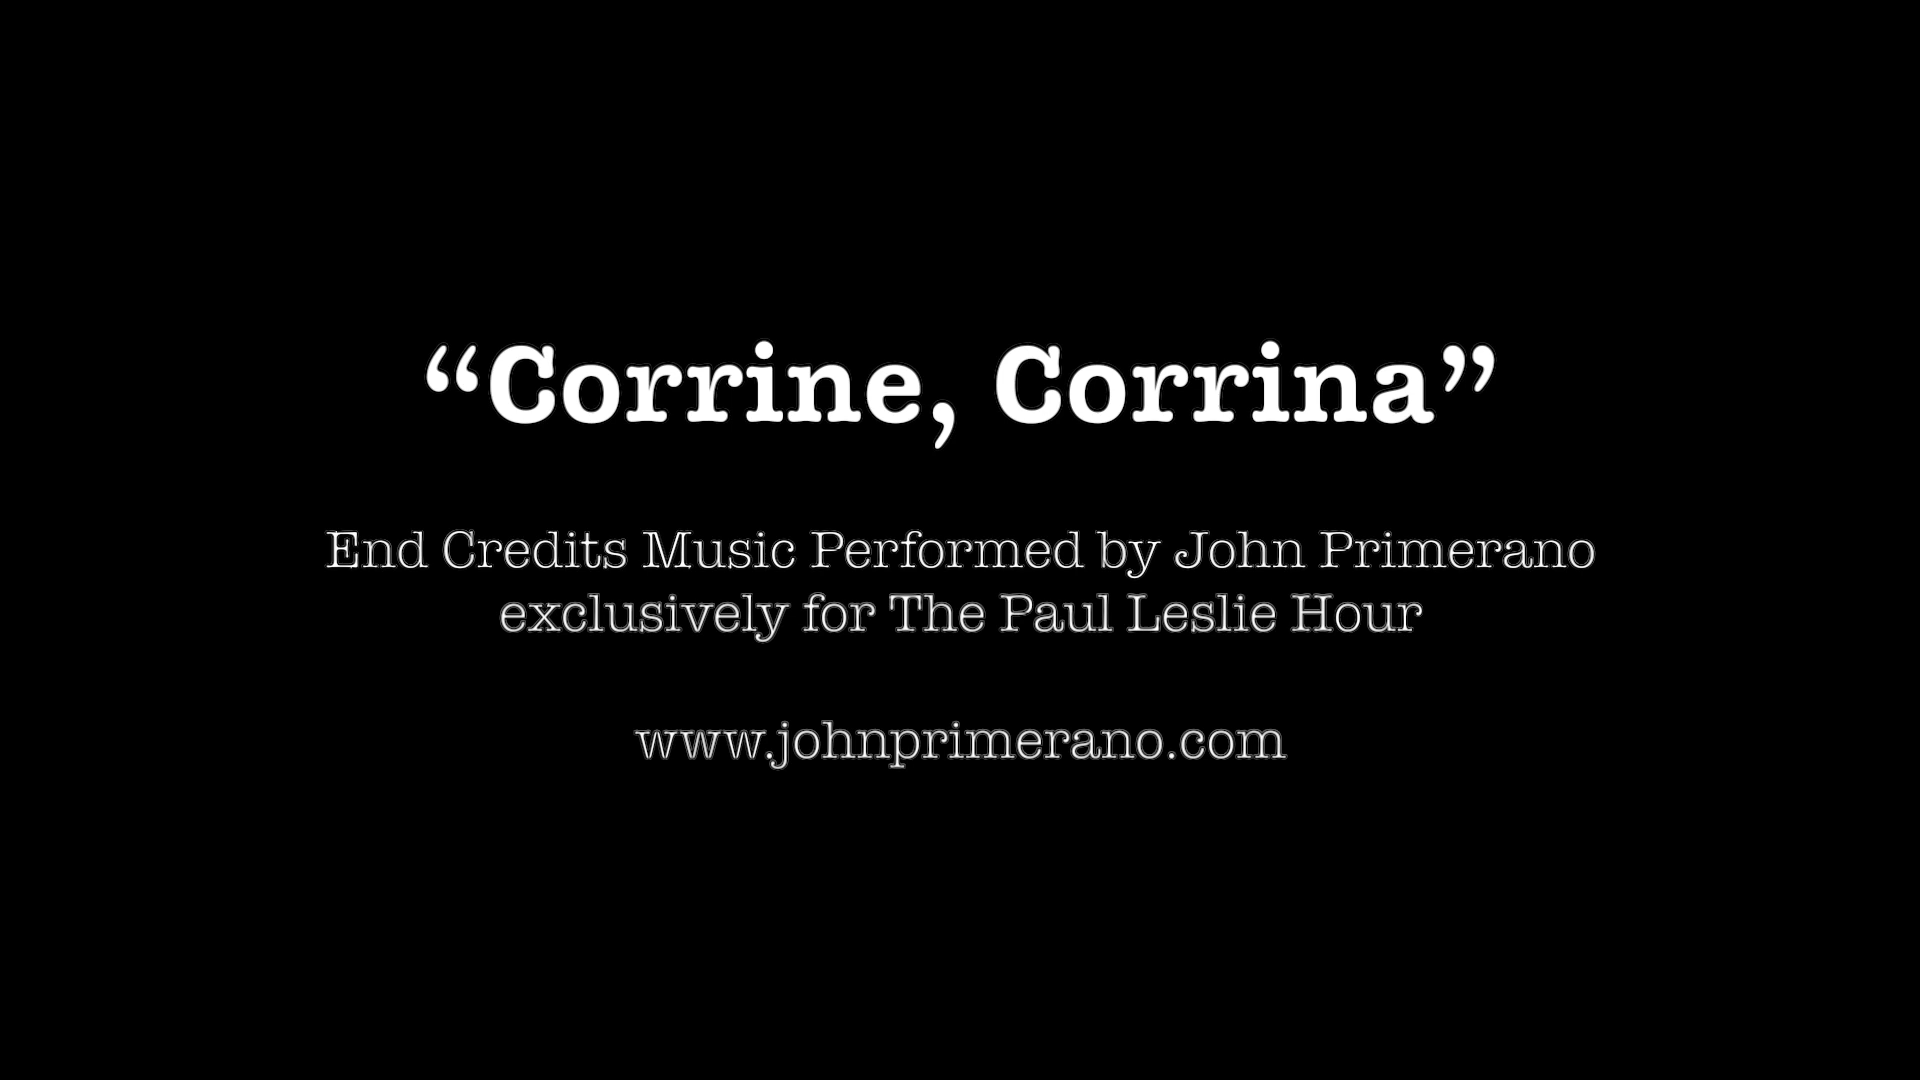 “Corrine, Corrina”
End Credits Music Performed by John Primerano
exclusively for The Paul Leslie Hour
www.johnprimerano.com